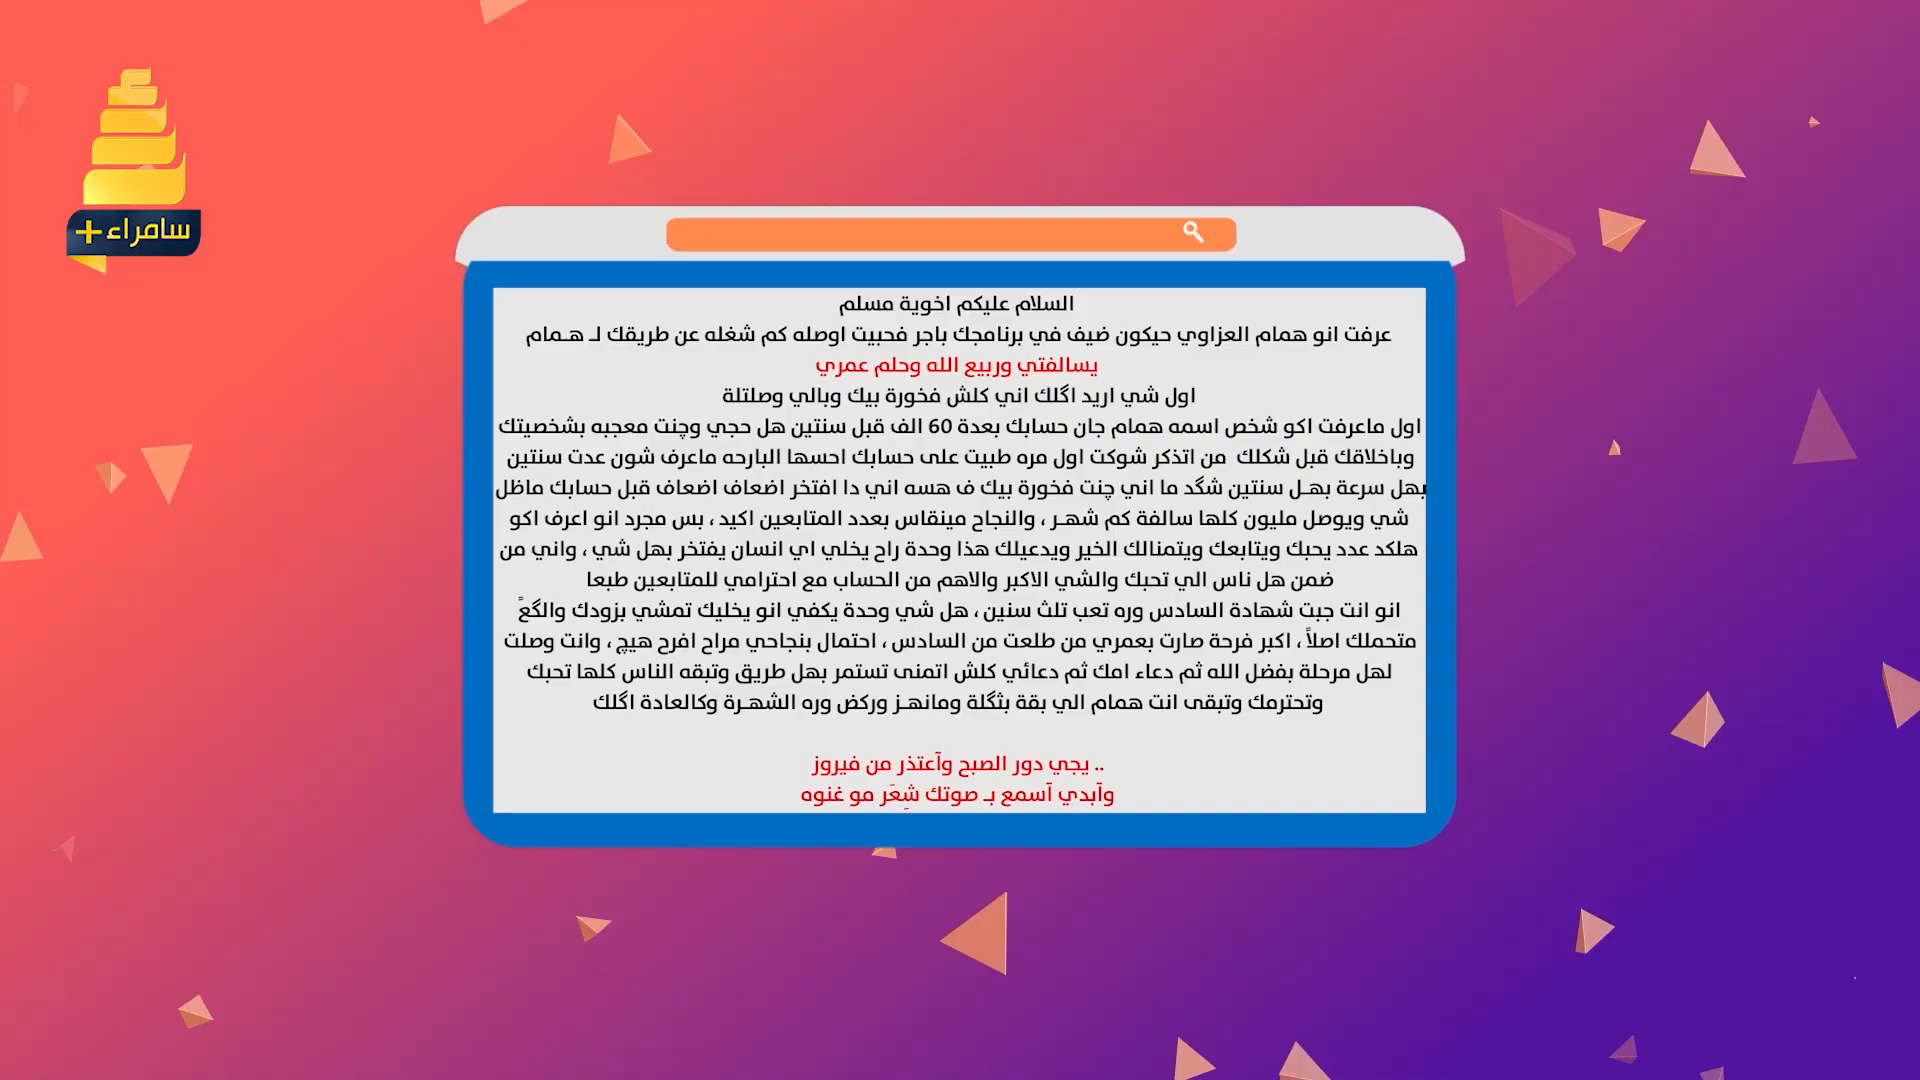 سامراء+
السلام عليكم اخوية مسلم
عرفت انو همام العزاوي حيكون ضيف في برنامجك باجر فحبيت اوصله كم شغله عن طريقك لـ همام
يسالفتي وربيع الله وحلم عمري
اول شي اريد اگلك اني كلش فخورة بيك وبالي وصلتلة
اول ماعرفت اكو شخص اسمه همام جان حسابك بعدة 60 الف قبل سنتين هل حجي وچنت معجبه بشخصيتك
وباخلاقك قبل شكلك من اتذكر شوكت اول مره طبيت على حسابك احسها البارحه ماعرف شون عدت سنتين
بهل سرعة بهـل سنتين شگد ما اني چنت فخورة بيك ف هسه اني دا افتخر اضعاف اضعاف قبل حسابك ماظل
شي ويوصل مليون كلها سالفة كم شهـر ، والنجاح مينقاس بعدد المتابعين اكيد ، بس مجرد انو اعرف اكو
هلكد عدد يحبك ويتابعك ويتمنالك الخير ويدعيلك هذا وحدة راح يخلي اي انسان يفتخر بهل شي ، واني من
ضمن هل ناس الي تحبك والشي الاكبر والاهم من الحساب مع احترامي للمتابعين طبعا
انو انت جبت شهادة السادس وره تعب تلث سنين ، هل شي وحدة يكفي انو يخليك تمشي بزودك والگعً
متحملك اصلاً ، اكبر فرحة صارت بعمري من طلعت من السادس ، احتمال بنجاحي مراح افرح هيچ ، وانت وصلت
لهل مرحلة بفضل الله ثم دعاء امك ثم دعائي كلش اتمنى تستمر بهل طريق وتبقه الناس كلها تحبك
وتحترمك وتبقى انت همام الي بقة بثگلة ومانهـز وركض وره الشهـرة وكالعادة اگلك
.. يجي دور الصبح وآعتذر من فيروز
وآبدي آسمع بـ صوتك شِعَر مو غنوه